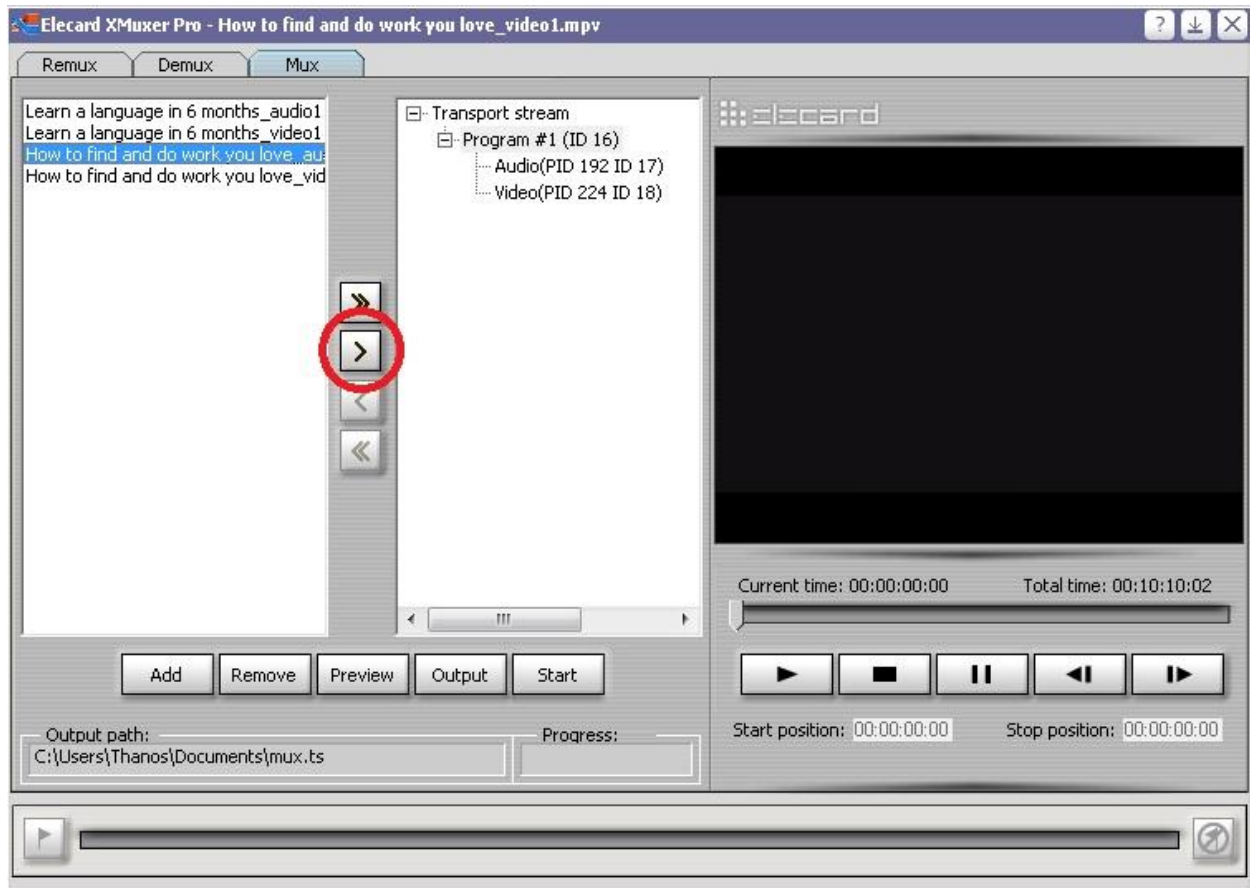 Elecard XMuxer Pro - How to find and do work you love_video1.mpv
Remux Demux Mux
Learn a language in 6 months_audio1
Learn a language in 6 months_video1
How to find and do work you love_au
How to find and do work you love_vid
Transport stream
Program #1 (ID 16)
Audio(PID 192 ID 17)
Video(PID 224 ID 18)
elecard
Current time: 00:00:00:00 Total time: 00:10:10:02
Add Remove Preview Output Start
Start position: 00:00:00:00 Stop position: 00:00:00:00
Output path: Progress:
C:\Users\Thanos\Documents\mux.ts